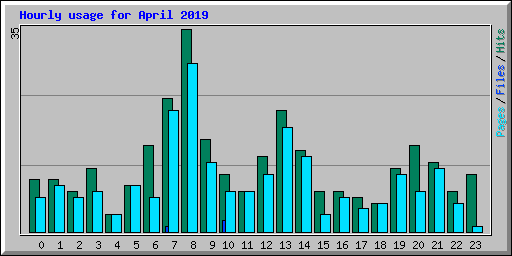 Hourly usage for April 2019
35
Pages / Files / Hits
0 1 2 3 4 5 6 7 8 9 10 11 12 13 14 15 16 17 18 19 20 21 22 23